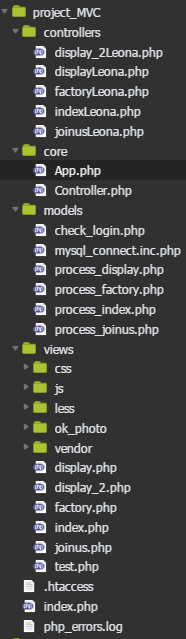 project_MVC
controllers
display_2Leona.php
displayLeona.php
factoryLeona.php
indexLeona.php
joinusLeona.php
core
App.php
Controller.php
models
check_login.php
mysql_connect.inc.php
process_display.php
process_factory.php
process_index.php
process_joinus.php
views
css
js
less
ok_photo
vendor
display.php
display_2.php
factory.php
index.php
joinus.php
test.php
.htaccess
index.php
php_errors.log